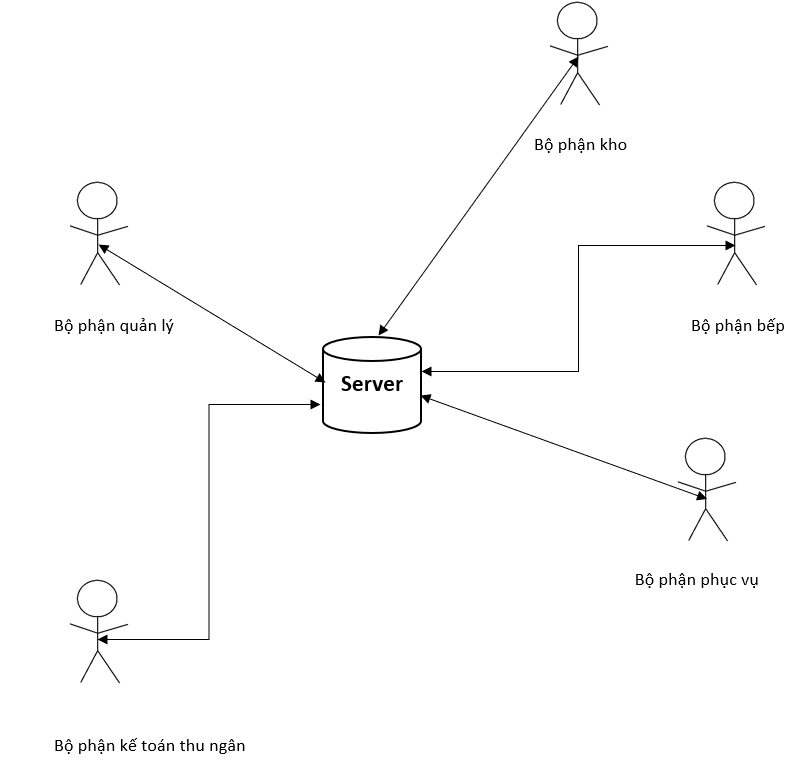 Bộ phận kho
Bộ phận quản lý
Bộ phận bếp
Server
Bộ phận phục vụ
Bộ phận kế toán thu ngân